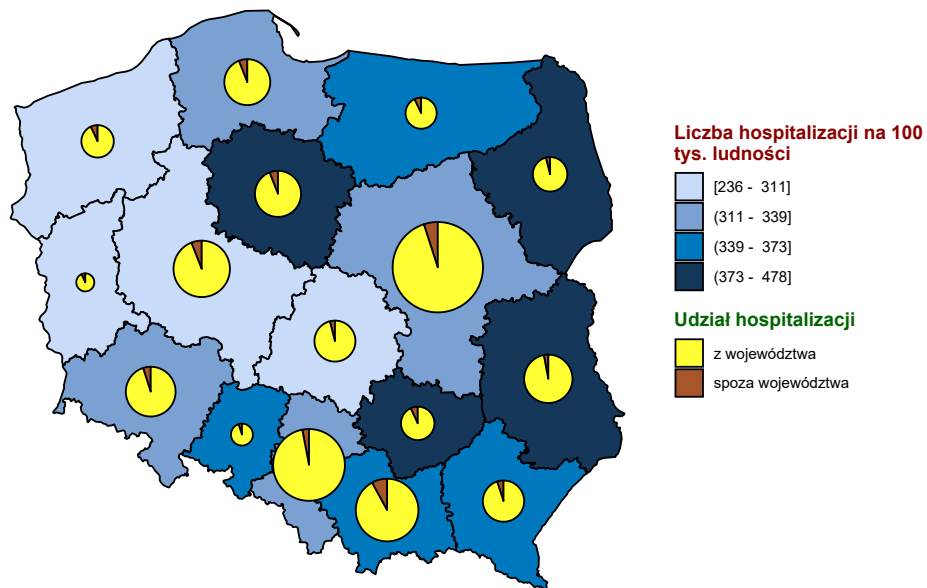 Liczba hospitalizacji na 100
tys. ludności
[236 - 311]
(311 - 339]
(339 - 373]
(373 - 478]
Udział hospitalizacji
z województwa
spoza województwa